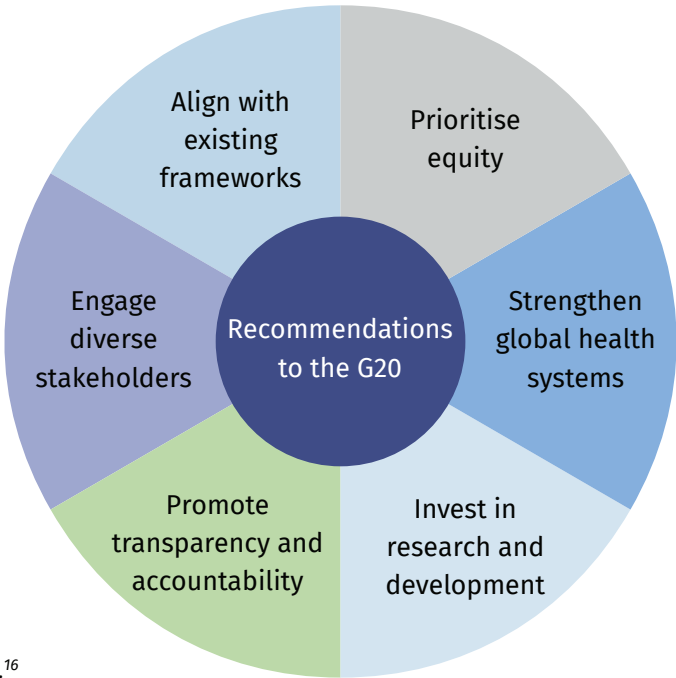 Align with
existing
frameworks
Prioritise
equity
Engage
diverse
stakeholders
Recommendations
to the G20
Strengthen
global health
systems
Promote
transparency and
accountability
Invest in
research and
development
.16